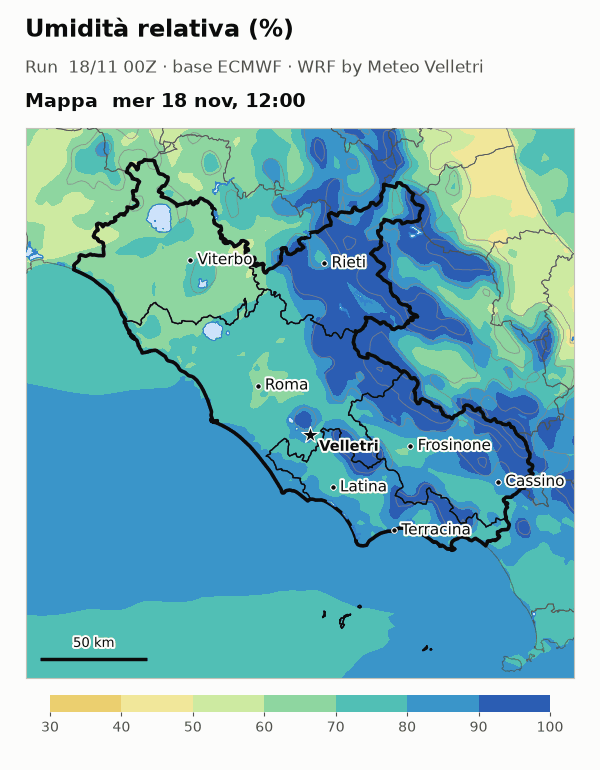 Umidità relativa (%)
Run  18/11 00Z · base ECMWF · WRF by Meteo Velletri
Mappa  mer 18 nov, 12:00
Viterbo
Rieti
Roma
Velletri
Frosinone
Latina
Cassino
Terracina
50 km
30 40 50 60 70 80 90 100